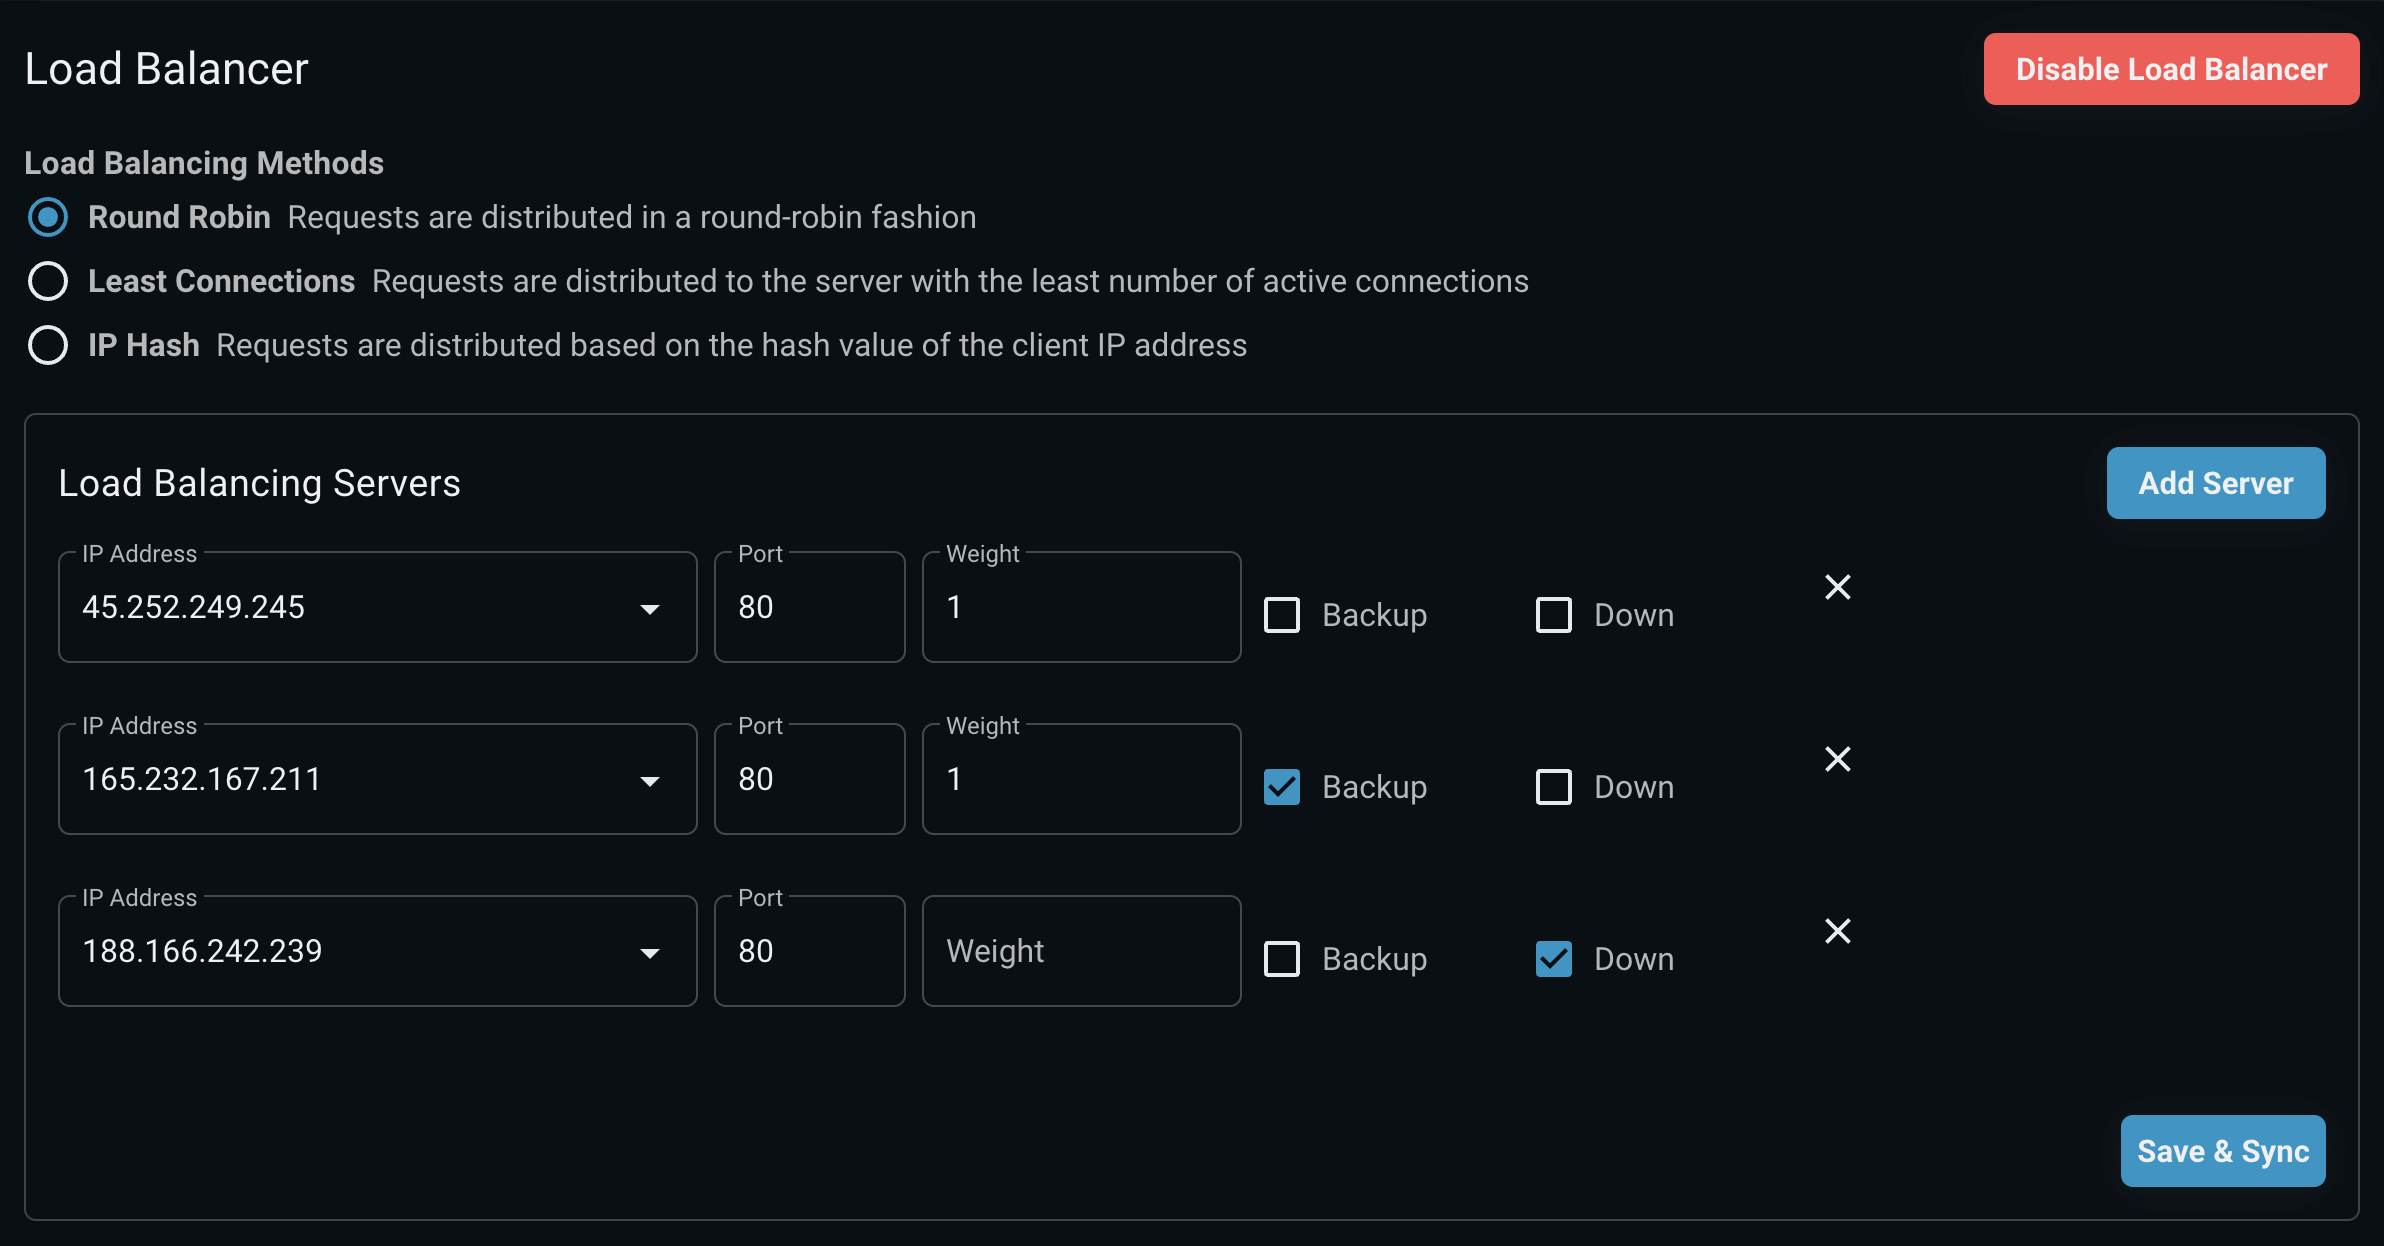 Load Balancer
Disable Load Balancer
Load Balancing Methods
Round Robin Requests are distributed in a round-robin fashion
Least Connections Requests are distributed to the server with the least number of active connections
IP Hash Requests are distributed based on the hash value of the client IP address
Load Balancing Servers
Add Server
IP Address Port Weight
45.252.249.245 80 1 Backup Down
IP Address Port Weight
165.232.167.211 80 1 Backup Down
IP Address Port
188.166.242.239 80 Weight Backup Down
Save & Sync